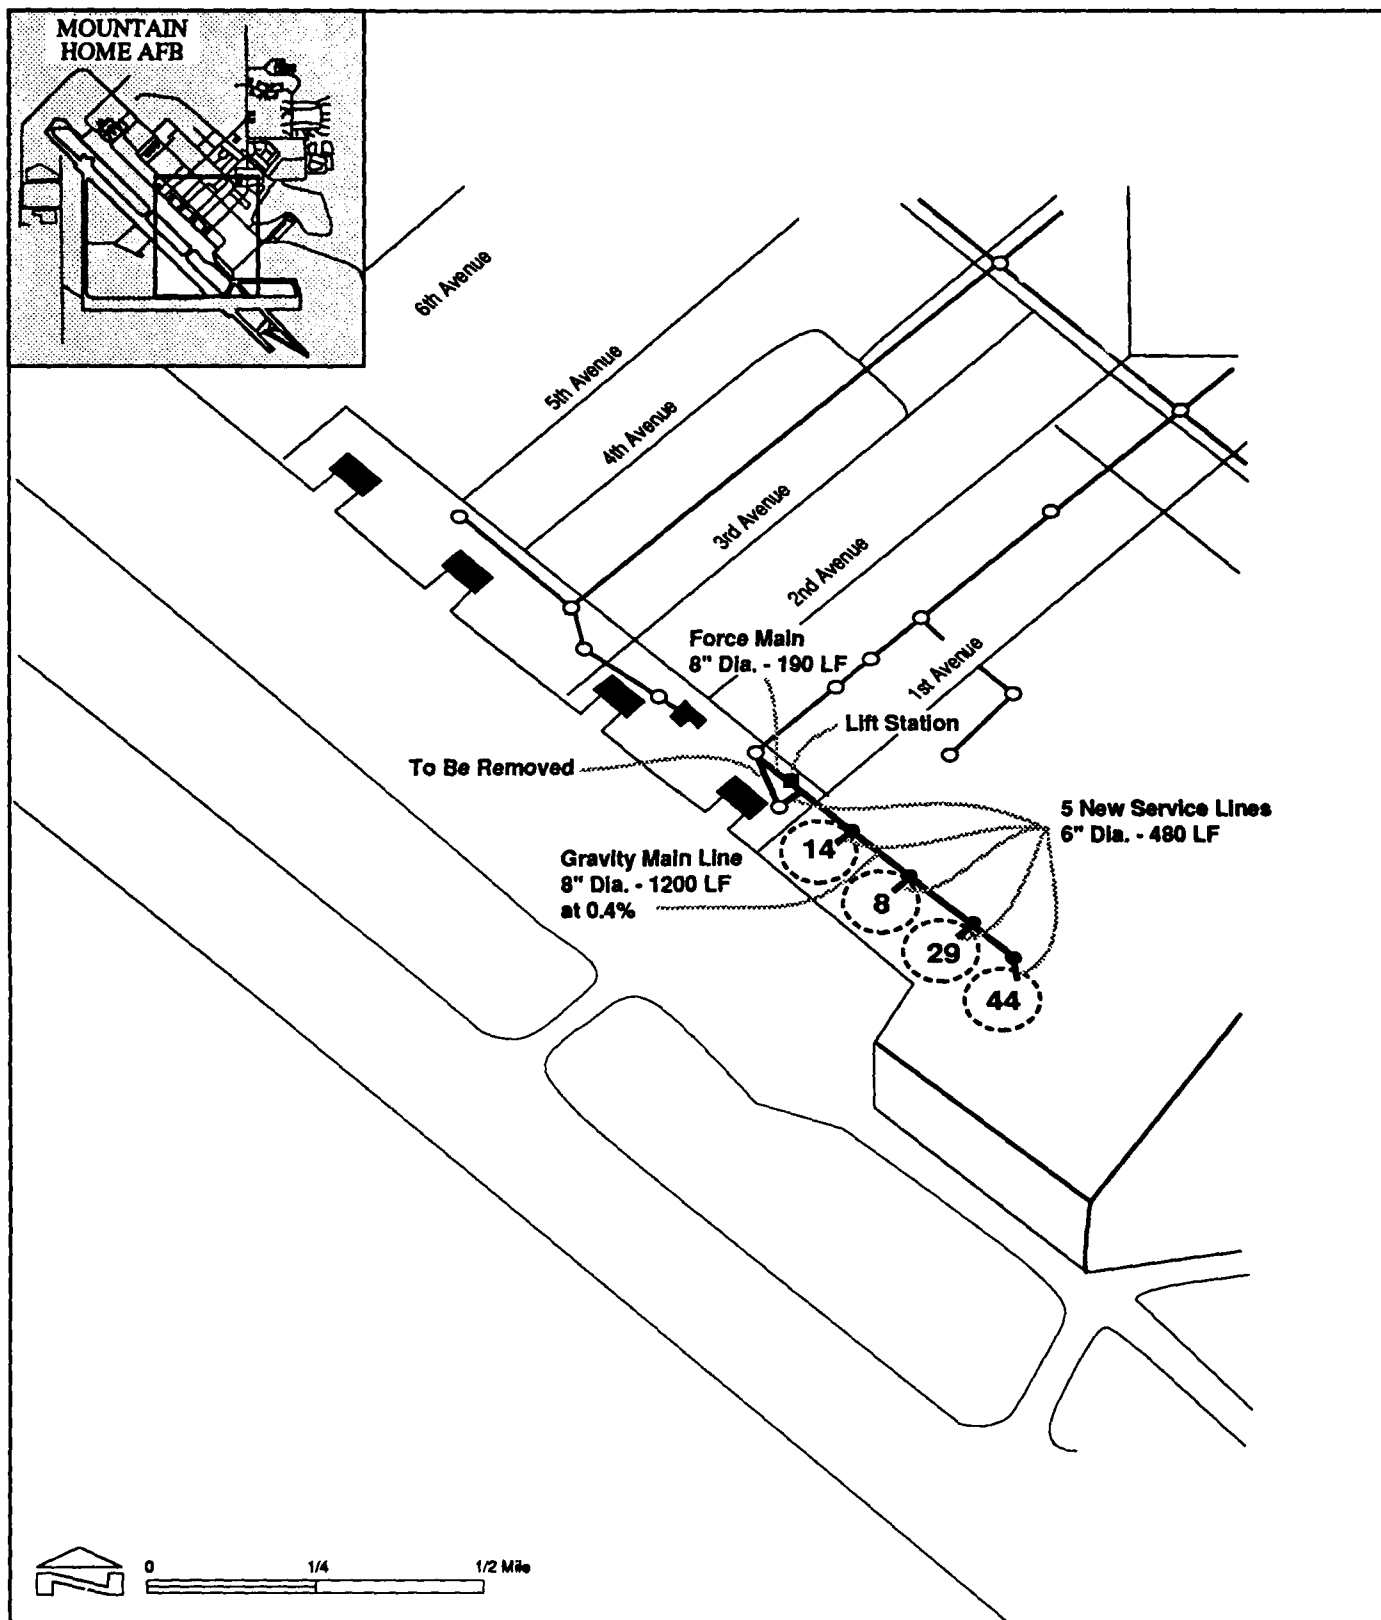 MOUNTAIN
HOME AFB
6th Avenue
5th Avenue
4th Avenue
3rd Avenue
2nd Avenue
1st Avenue
Force Main
8" Dia. - 190 LF
Lift Station
To Be Removed
5 New Service Lines
6" Dia. - 480 LF
Gravity Main Line
8" Dia. - 1200 LF
at 0.4%
14
8
29
44
N
0 1/4 1/2 Mile